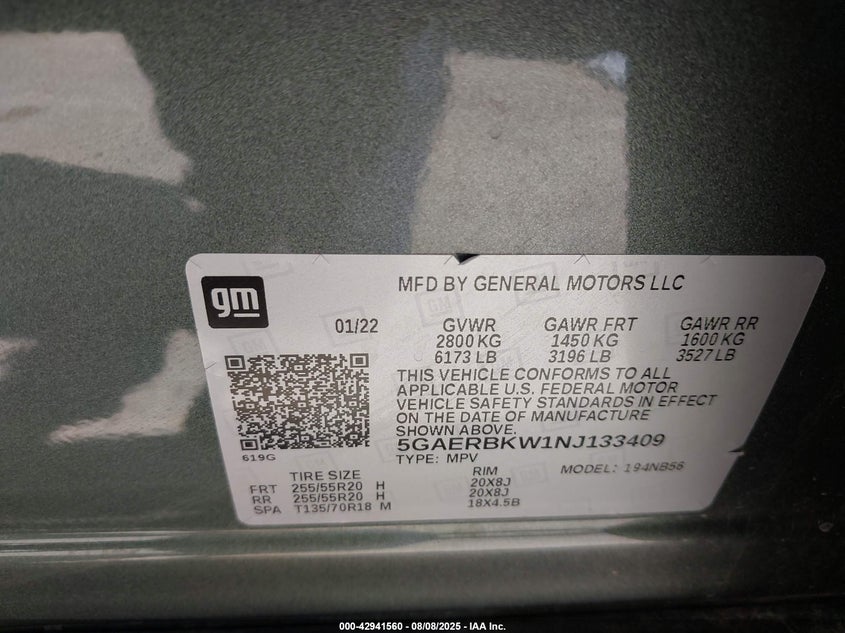 gm
MFD BY GENERAL MOTORS LLC
01/22 GVWR GAWR FRT GAWR RR
2800 KG 1450 KG 1600 KG
6173 LB 3196 LB 3527 LB
THIS VEHICLE CONFORMS TO ALL
APPLICABLE U.S. FEDERAL MOTOR
VEHICLE SAFETY STANDARDS IN EFFECT
ON THE DATE OF MANUFACTURE
SHOWN ABOVE.
5GAERBKW1NJ133409
619G
TYPE: MPV MODEL: 194NB56
TIRE SIZE RIM
FRT 255/55R20 H 20X8J
RR 255/55R20 H 20X8J
SPA T135/70R18 M 18X4.5B
000-42941560 - 08/08/2025 - IAA Inc.